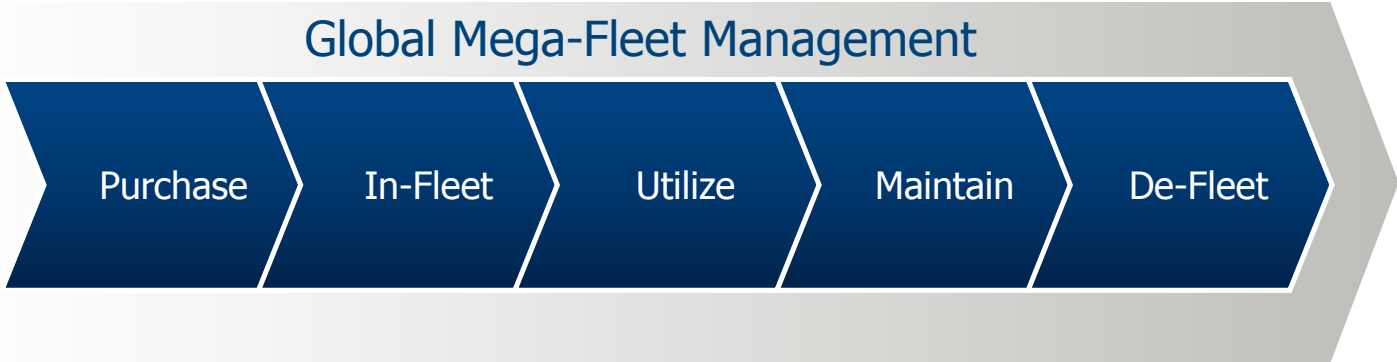 Global Mega-Fleet Management
Purchase
In-Fleet
Utilize
Maintain
De-Fleet